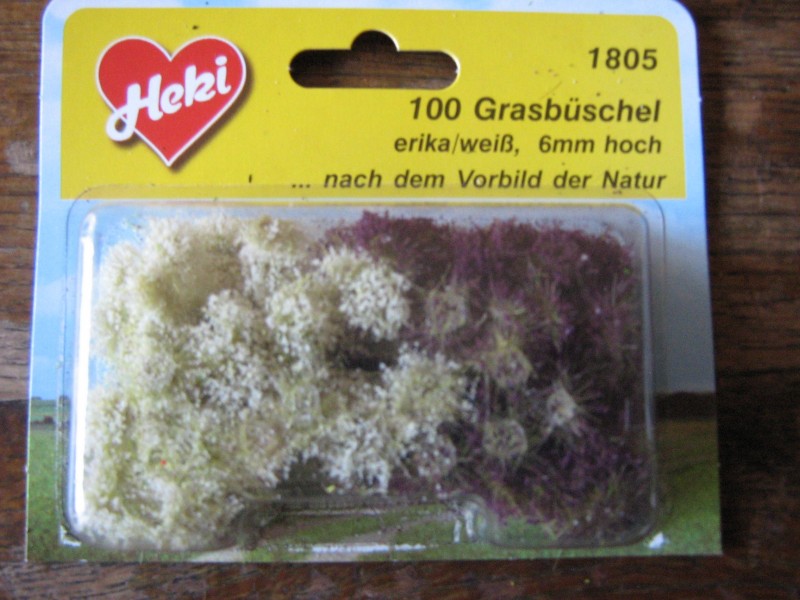 Heki
1805
100 Grasbüschel
erika/weiß, 6mm hoch
... nach dem Vorbild der Natur